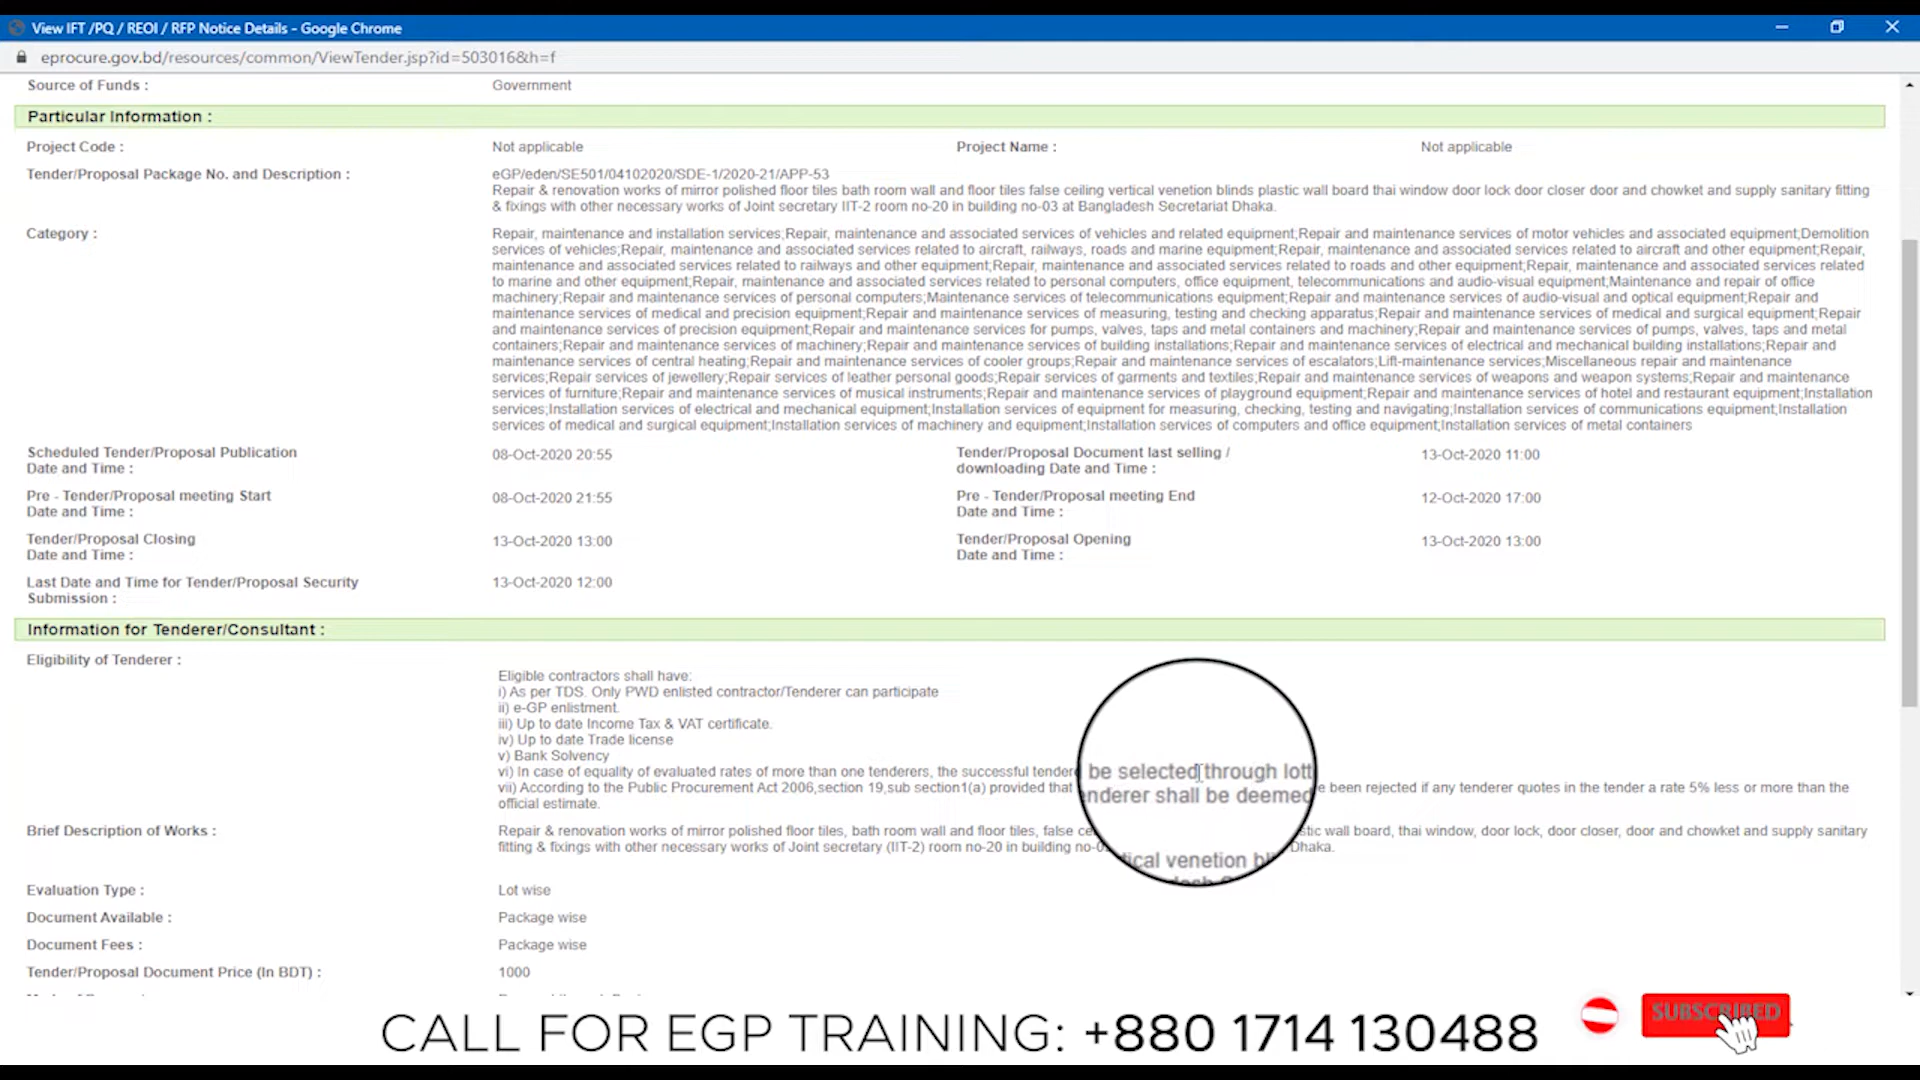 View IFT /PQ / REOI / RFP Notice Details - Google Chrome
eprocure.gov.bd/resources/common/ViewTender.jsp?id=503016&h=f
Source of Funds : Government
Particular Information :
Project Code : Not applicable Project Name : Not applicable
Tender/Proposal Package No. and Description : eGP/eden/SE501/04102020/SDE-1/2020-21/APP-53
Repair & renovation works of mirror polished floor tiles bath room wall and floor tiles false ceiling vertical venetion blinds plastic wall board thai window door lock door closer door and chowket and supply sanitary fitting
& fixings with other necessary works of Joint secretary IIT-2 room no-20 in building no-03 at Bangladesh Secretariat Dhaka.
Category : Repair, maintenance and installation services;Repair, maintenance and associated services of vehicles and related equipment;Repair and maintenance services of motor vehicles and associated equipment;Demolition
services of vehicles;Repair, maintenance and associated services related to aircraft, railways, roads and marine equipment;Repair, maintenance and associated services related to aircraft and other equipment;Repair,
maintenance and associated services related to railways and other equipment;Repair, maintenance and associated services related to roads and other equipment;Repair, maintenance and associated services related
to marine and other equipment;Repair, maintenance and associated services related to personal computers, office equipment, telecommunications and audio-visual equipment;Maintenance and repair of office
machinery;Repair and maintenance services of personal computers;Maintenance services of telecommunications equipment;Repair and maintenance services of audio-visual and optical equipment;Repair and
maintenance services of medical and precision equipment;Repair and maintenance services of measuring, testing and checking apparatus;Repair and maintenance services of medical and surgical equipment;Repair
and maintenance services of precision equipment;Repair and maintenance services for pumps, valves, taps and metal containers and machinery;Repair and maintenance services of pumps, valves, taps and metal
containers;Repair and maintenance services of machinery;Repair and maintenance services of building installations;Repair and maintenance services of electrical and mechanical building installations;Repair and
maintenance services of central heating;Repair and maintenance services of cooler groups;Repair and maintenance services of escalators;Lift-maintenance services;Miscellaneous repair and maintenance
services;Repair services of jewellery;Repair services of leather personal goods;Repair services of garments and textiles;Repair and maintenance services of weapons and weapon systems;Repair and maintenance
services of furniture;Repair and maintenance services of musical instruments;Repair and maintenance services of playground equipment;Repair and maintenance services of hotel and restaurant equipment;Installation
services;Installation services of electrical and mechanical equipment;Installation services of equipment for measuring, checking, testing and navigating;Installation services of communications equipment;Installation
services of medical and surgical equipment;Installation services of machinery and equipment;Installation services of computers and office equipment;Installation services of metal containers
Scheduled Tender/Proposal Publication Date and Time : 08-Oct-2020 20:55 Tender/Proposal Document last selling / downloading Date and Time : 13-Oct-2020 11:00
Pre - Tender/Proposal meeting Start Date and Time : 08-Oct-2020 21:55 Pre - Tender/Proposal meeting End Date and Time : 12-Oct-2020 17:00
Tender/Proposal Closing Date and Time : 13-Oct-2020 13:00 Tender/Proposal Opening Date and Time : 13-Oct-2020 13:00
Last Date and Time for Tender/Proposal Security Submission : 13-Oct-2020 12:00
Information for Tenderer/Consultant :
Eligibility of Tenderer :
Eligible contractors shall have:
i) As per TDS. Only PWD enlisted contractor/Tenderer can participate
ii) e-GP enlistment.
iii) Up to date Income Tax & VAT certificate.
iv) Up to date Trade license
v) Bank Solvency
vi) In case of equality of evaluated rates of more than one tenderers, the successful tendere be selected through lott
vii) According to the Public Procurement Act 2006,section 19,sub section1(a) provided that enderer shall be deemed e been rejected if any tenderer quotes in the tender a rate 5% less or more than the
official estimate.
Brief Description of Works : Repair & renovation works of mirror polished floor tiles, bath room wall and floor tiles, false ce stic wall board, thai window, door lock, door closer, door and chowket and supply sanitary
fitting & fixings with other necessary works of Joint secretary (IIT-2) room no-20 in building no-0 tical venetion bl Dhaka.
Evaluation Type : Lot wise
Document Available : Package wise
Document Fees : Package wise
Tender/Proposal Document Price (In BDT) : 1000
CALL FOR EGP TRAINING: +880 1714 130488
SUBSCRIBED